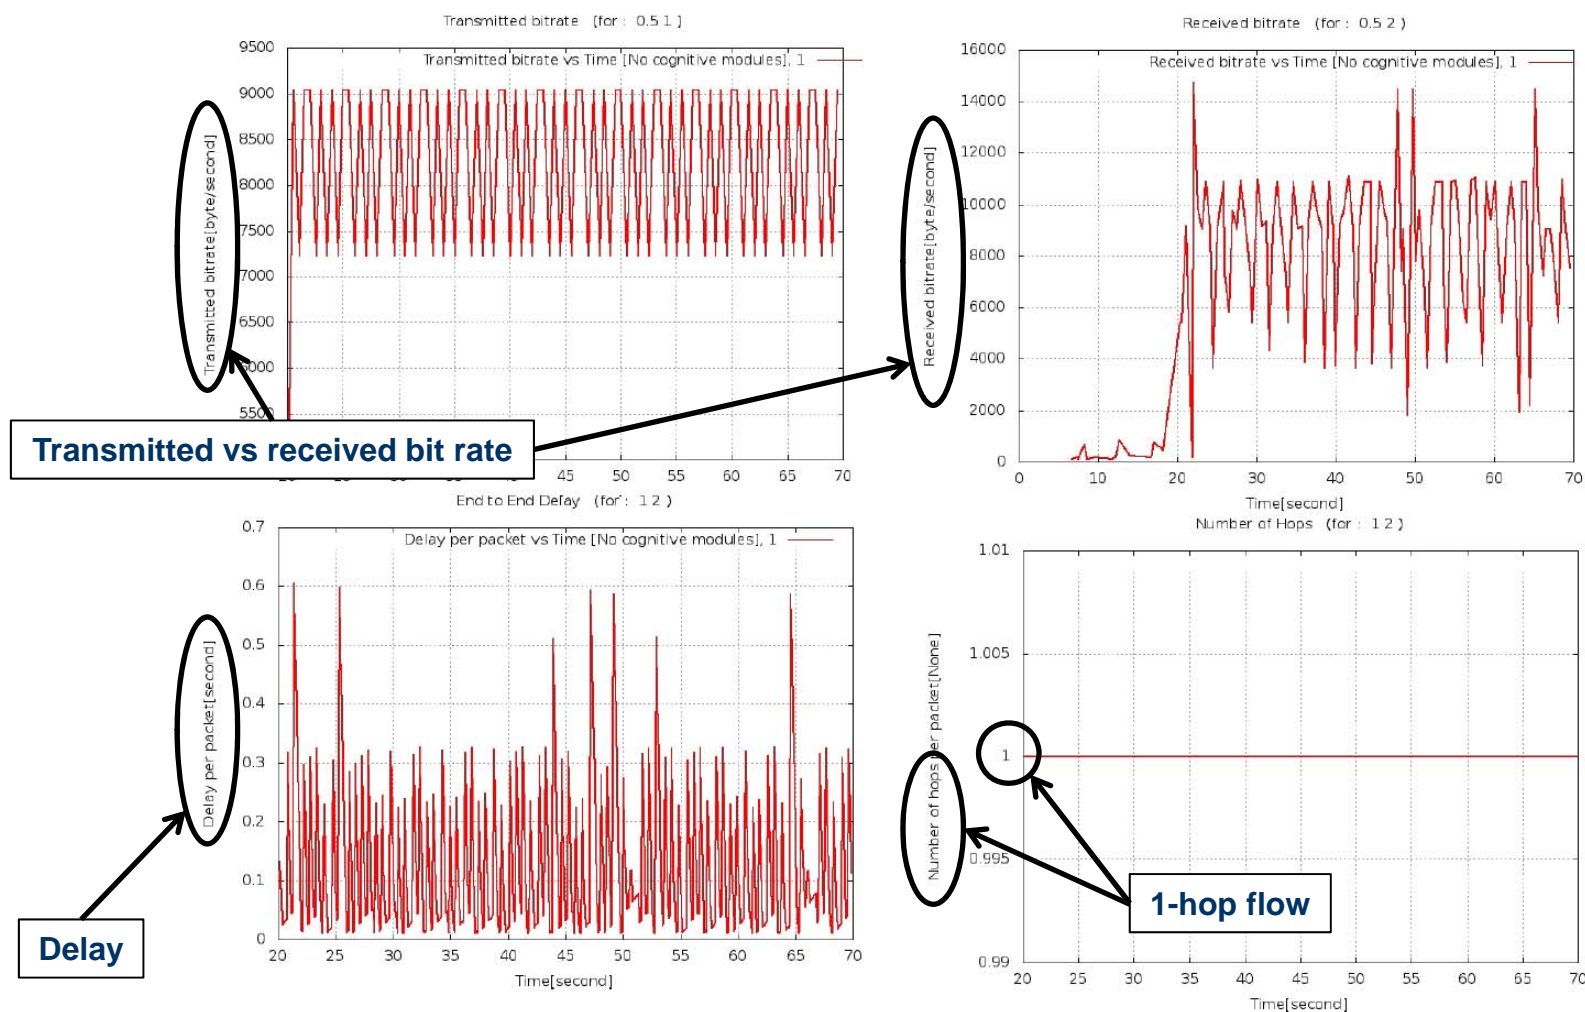 Transmitted bitrate (for : 0.5 1 )
9500
Transmitted bitrate vs Time [No cognitive modules], 1
9000
8500
8000
7500
7000
6500
6000
5500
Transmitted bitrate[byte/second]
45 50 55 60 65 70
Received bitrate (for : 0.5 2 )
16000
Received bitrate vs Time [No cognitive modules], 1
14000
12000
10000
8000
6000
4000
2000
0
Received bitrate[byte/second]
0 10 20 30 40 50 60 70
Time[second]
Transmitted vs received bit rate
End to End Delay (for : 1 2 )
0.7
Delay per packet vs Time [No cognitive modules], 1
0.6
0.5
0.4
0.3
0.2
0.1
0
Delay per packet[second]
20 25 30 35 40 45 50 55 60 65 70
Time[second]
Delay
Number of Hops (for : 1 2 )
1.01
1.005
1
0.995
0.99
Number of hops per packet[None]
20 25 30 35 40 45 50 55 60 65 70
Time[second]
1-hop flow